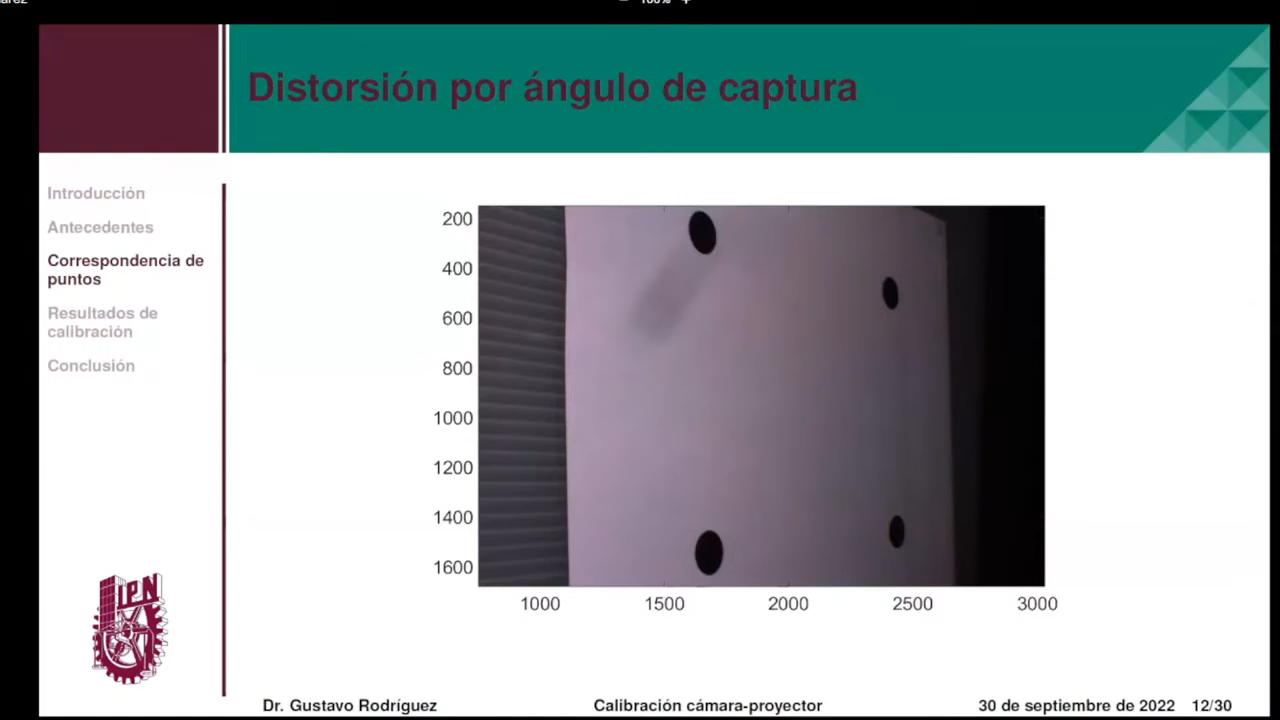 100%
Distorsión por ángulo de captura
Introducción
Antecedentes
Correspondencia de
puntos
Resultados de
calibración
Conclusión
200
400
600
800
1000
1200
1400
1600
1000 1500 2000 2500 3000
IPN
Dr. Gustavo Rodríguez Calibración cámara-proyector 30 de septiembre de 2022 12/30